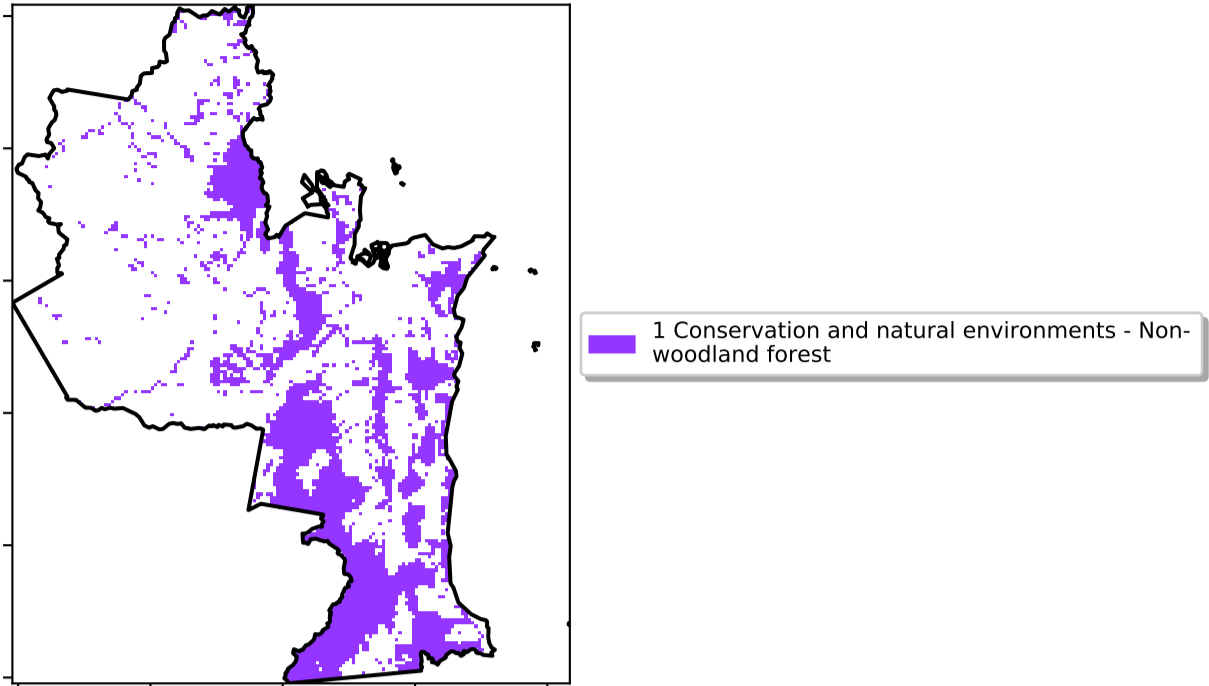 1 Conservation and natural environments - Non-
woodland forest